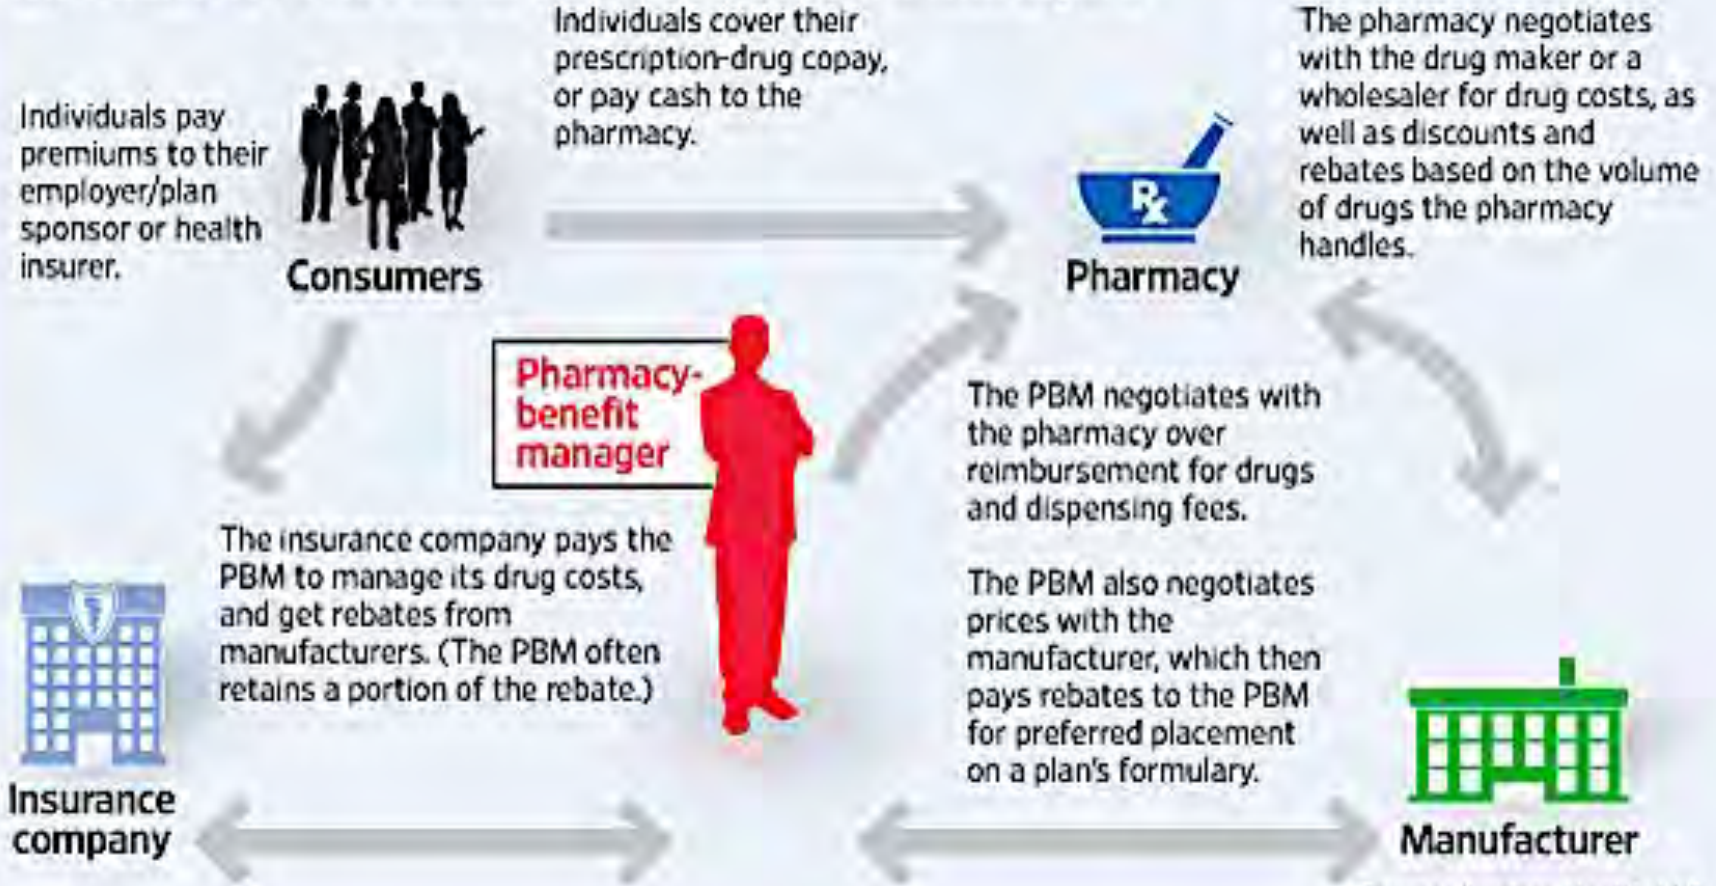 Individuals pay
premiums to their
employer/plan
sponsor or health
insurer.
Consumers
Individuals cover their
prescription-drug copay,
or pay cash to the
pharmacy.
Rx
Pharmacy
The pharmacy negotiates
with the drug maker or a
wholesaler for drug costs, as
well as discounts and
rebates based on the volume
of drugs the pharmacy
handles.
Pharmacy-
benefit
manager
The PBM negotiates with
the pharmacy over
reimbursement for drugs
and dispensing fees.
The insurance company pays the
PBM to manage its drug costs,
and get rebates from
manufacturers. (The PBM often
retains a portion of the rebate.)
The PBM also negotiates
prices with the
manufacturer, which then
pays rebates to the PBM
for preferred placement
on a plan's formulary.
Insurance
company
Manufacturer